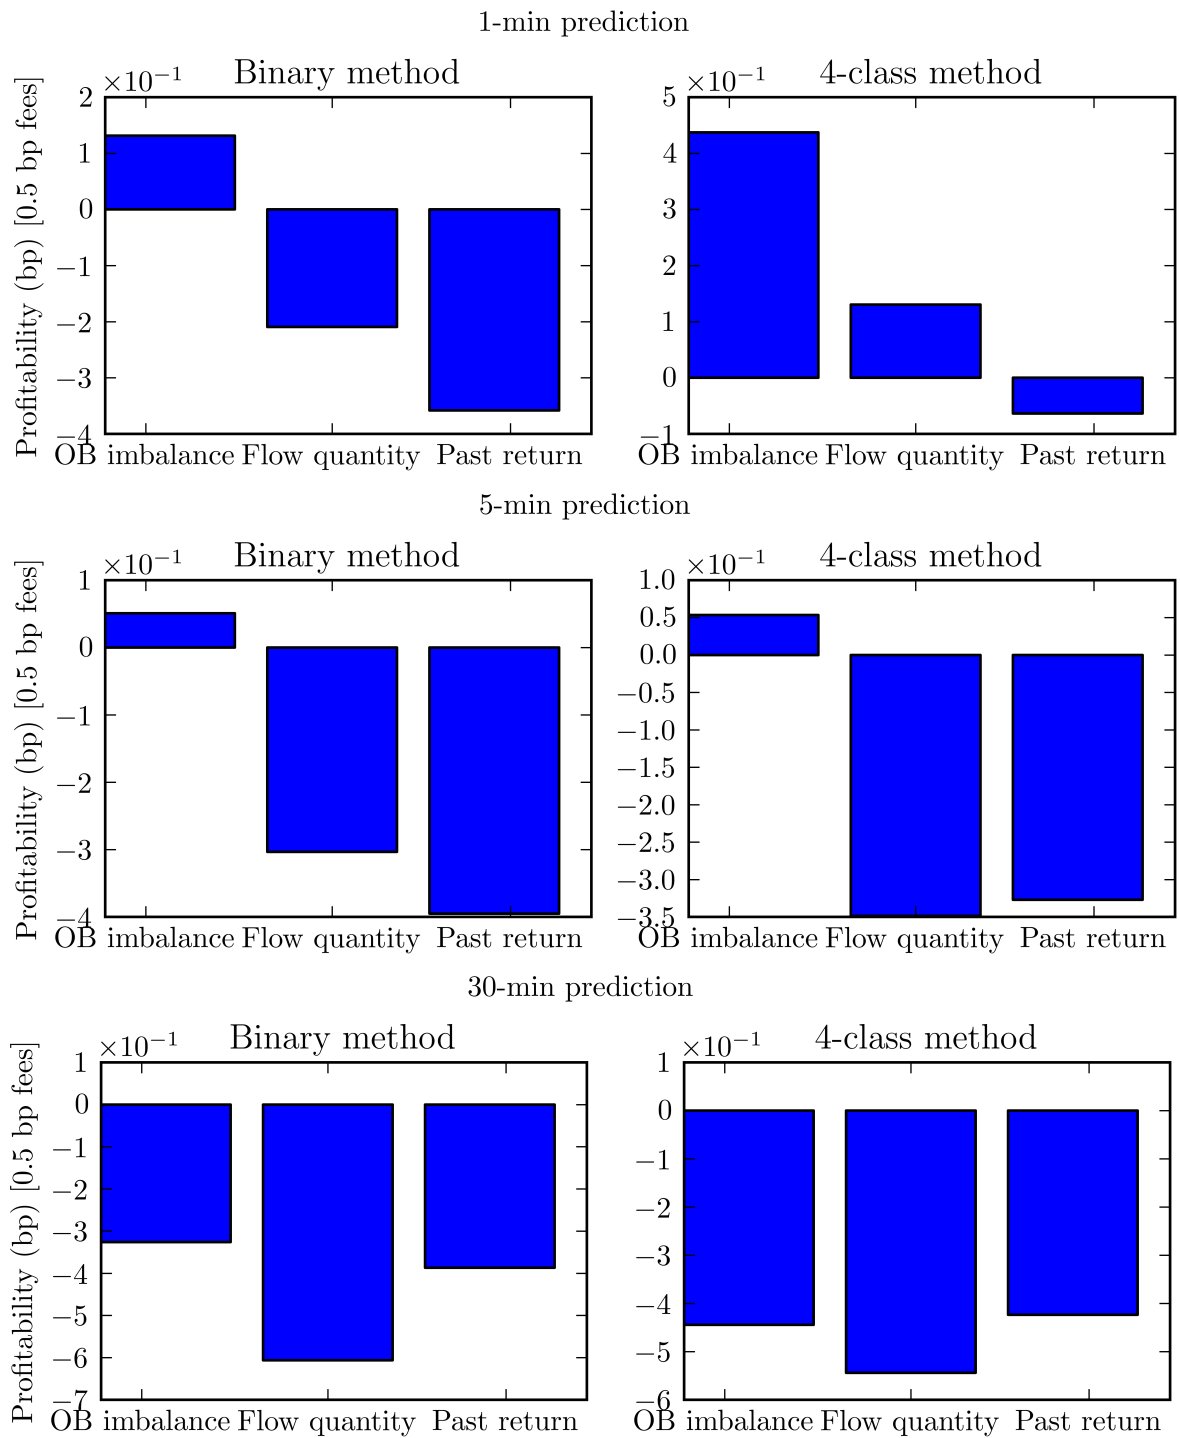 1-min prediction
Binary method
4-class method
×10⁻¹
×10⁻¹
Profitability (bp) [0.5 bp fees]
2
1
0
−1
−2
−3
−4
5
4
3
2
1
0
−1
OB imbalance Flow quantity Past return
OB imbalance Flow quantity Past return
5-min prediction
Binary method
4-class method
×10⁻¹
×10⁻¹
Profitability (bp) [0.5 bp fees]
1
0
−1
−2
−3
−4
1.0
0.5
0.0
−0.5
−1.0
−1.5
−2.0
−2.5
−3.0
−3.5
OB imbalance Flow quantity Past return
OB imbalance Flow quantity Past return
30-min prediction
Binary method
4-class method
×10⁻¹
×10⁻¹
Profitability (bp) [0.5 bp fees]
1
0
−1
−2
−3
−4
−5
−6
−7
1
0
−1
−2
−3
−4
−5
−6
OB imbalance Flow quantity Past return
OB imbalance Flow quantity Past return